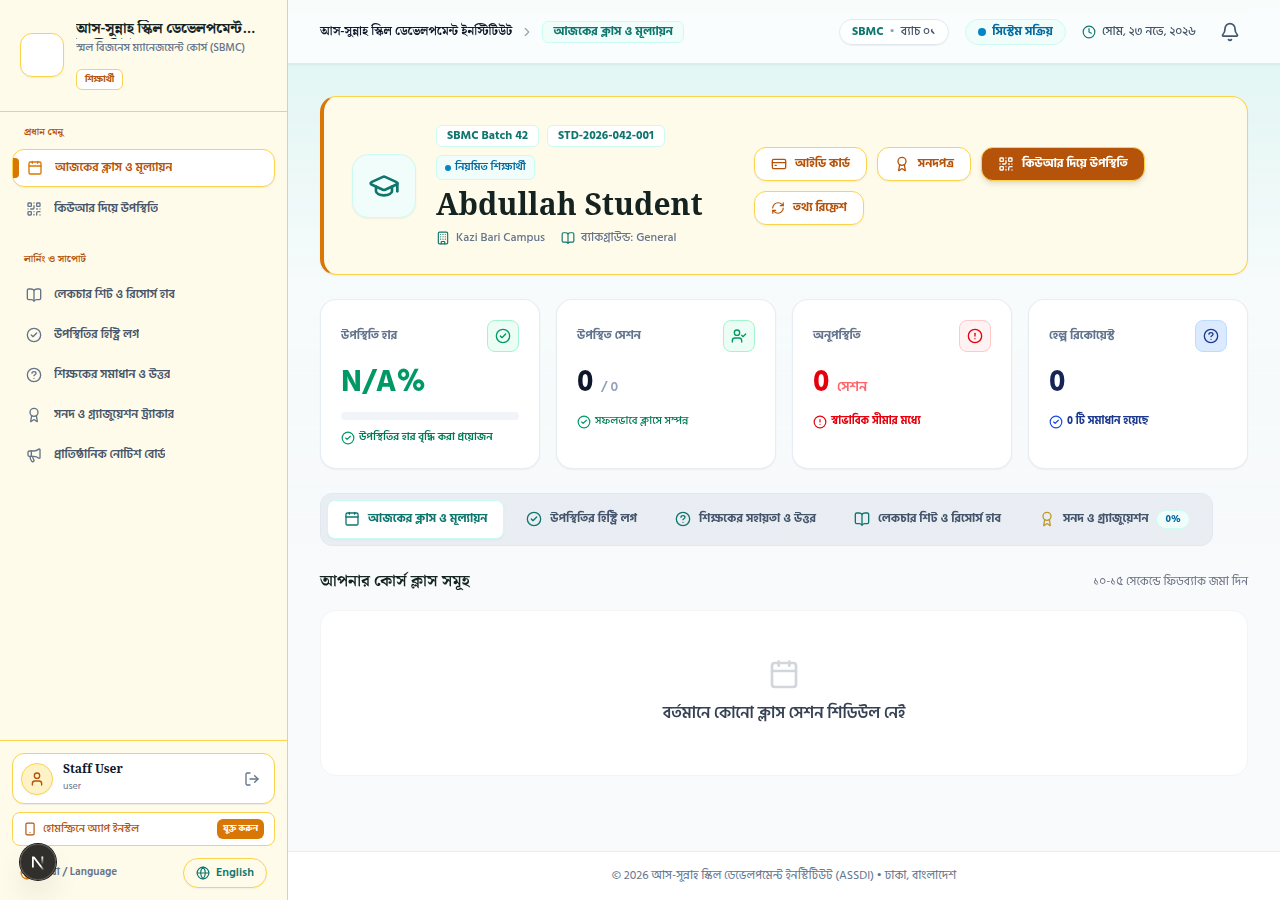 আস-সুন্নাহ স্কিল ডেভেলপমেন্ট...
স্মল বিজনেস ম্যানেজমেন্ট কোর্স (SBMC)
শিক্ষার্থী
প্রধান মেনু
আজকের ক্লাস ও মূল্যায়ন
কিউআর দিয়ে উপস্থিতি
লার্নিং ও সাপোর্ট
লেকচার শিট ও রিসোর্স হাব
উপস্থিতির হিস্ট্রি লগ
শিক্ষকের সমাধান ও উত্তর
সনদ ও গ্র্যাজুয়েশন ট্র্যাকার
প্রাতিষ্ঠানিক নোটিশ বোর্ড
Staff User
user
হোমস্ক্রিনে অ্যাপ ইনস্টল
যুক্ত করুন
/ Language
English
আস-সুন্নাহ স্কিল ডেভেলপমেন্ট ইনস্টিটিউট
আজকের ক্লাস ও মূল্যায়ন
SBMC • ব্যাচ ০১
সিস্টেম সক্রিয়
সোম, ২৩ নভে, ২০২৬
SBMC Batch 42
STD-2026-042-001
নিয়মিত শিক্ষার্থী
Abdullah Student
Kazi Bari Campus
ব্যাকগ্রাউন্ড: General
আইডি কার্ড
সনদপত্র
কিউআর দিয়ে উপস্থিতি
তথ্য রিফ্রেশ
উপস্থিতি হার
N/A%
উপস্থিতির হার বৃদ্ধি করা প্রয়োজন
উপস্থিত সেশন
0 / 0
সফলভাবে ক্লাসে সম্পন্ন
অনুপস্থিতি
0 সেশন
স্বাভাবিক সীমার মধ্যে
হেল্প রিকোয়েস্ট
0
0 টি সমাধান হয়েছে
আজকের ক্লাস ও মূল্যায়ন
উপস্থিতির হিস্ট্রি লগ
শিক্ষকের সহায়তা ও উত্তর
লেকচার শিট ও রিসোর্স হাব
সনদ ও গ্র্যাজুয়েশন
0%
আপনার কোর্স ক্লাস সমূহ
১০-১৫ সেকেন্ডে ফিডব্যাক জমা দিন
বর্তমানে কোনো ক্লাস সেশন শিডিউল নেই
© 2026 আস-সুন্নাহ স্কিল ডেভেলপমেন্ট ইনস্টিটিউট (ASSDI) • ঢাকা, বাংলাদেশ